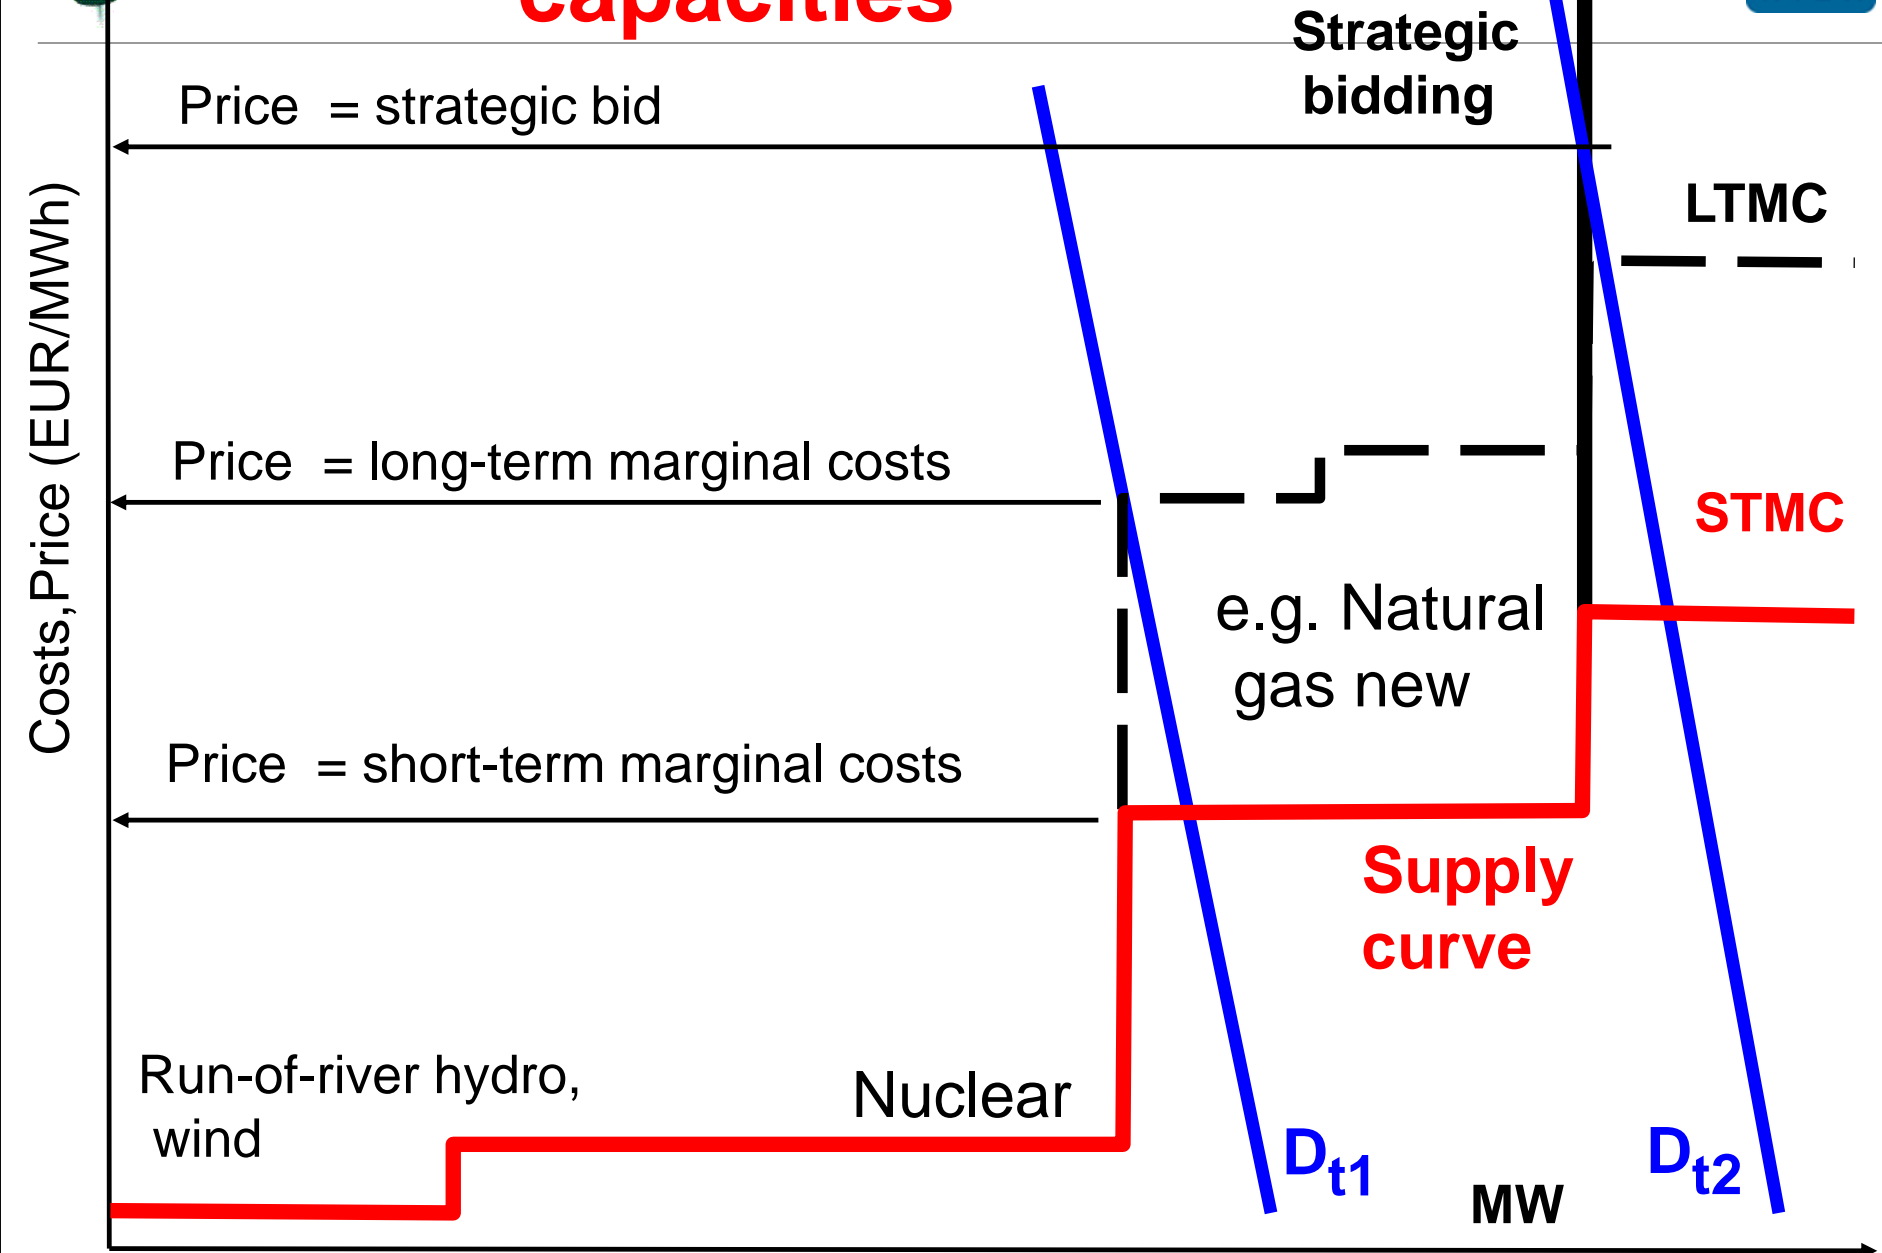 capacities
Strategic
bidding
Price = strategic bid
LTMC
Costs,Price (EUR/MWh)
Price = long-term marginal costs
STMC
e.g. Natural
gas new
Price = short-term marginal costs
Supply
curve
Run-of-river hydro,
wind
Nuclear
Dt1
Dt2
MW